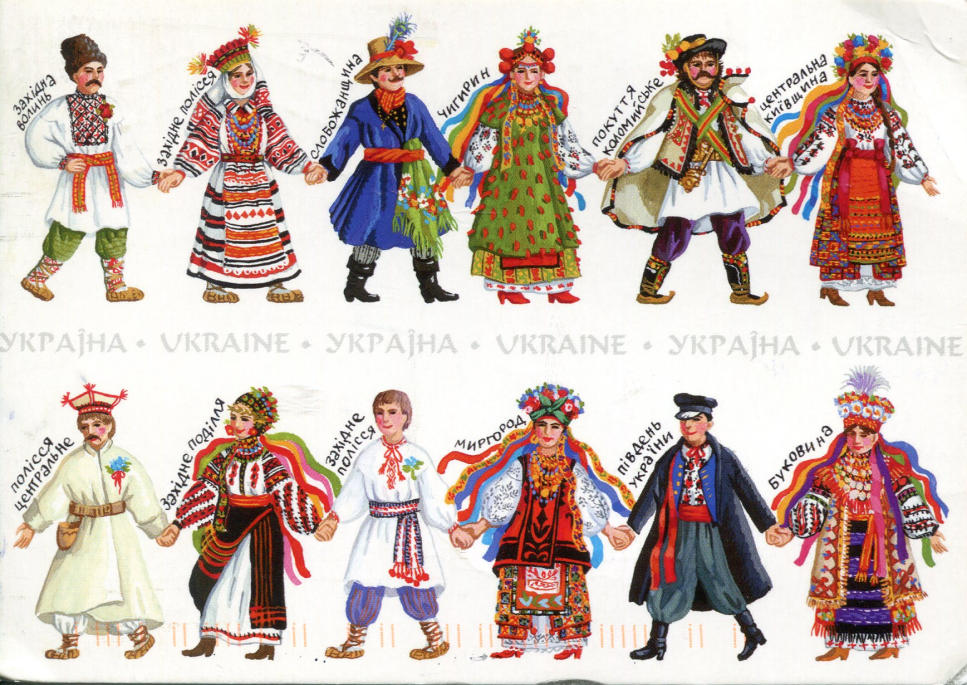 ЗАХІДНА
ВОЛИНЬ
ЗАХІДНЕ ПОЛІССЯ
СЛОБОЖАНЩИНА
ЧИГИРИН
ПОКУТТЯ
КОЛОМИЙСЬКЕ
ЦЕНТРАЛЬНА
КИЇВЩИНА
УКРАЇНА • UKRAINE • УКРАЇНА • UKRAINE • УКРАЇНА • UKRAINE
ПОЛІССЯ
ЦЕНТРАЛЬНЕ
ЗАХІДНЕ ПОДІЛЛЯ
ЗАХІДНЕ
ПОЛІССЯ
МИРГОРОД
ПІВДЕНЬ
УКРАЇНИ
БУКОВИНА